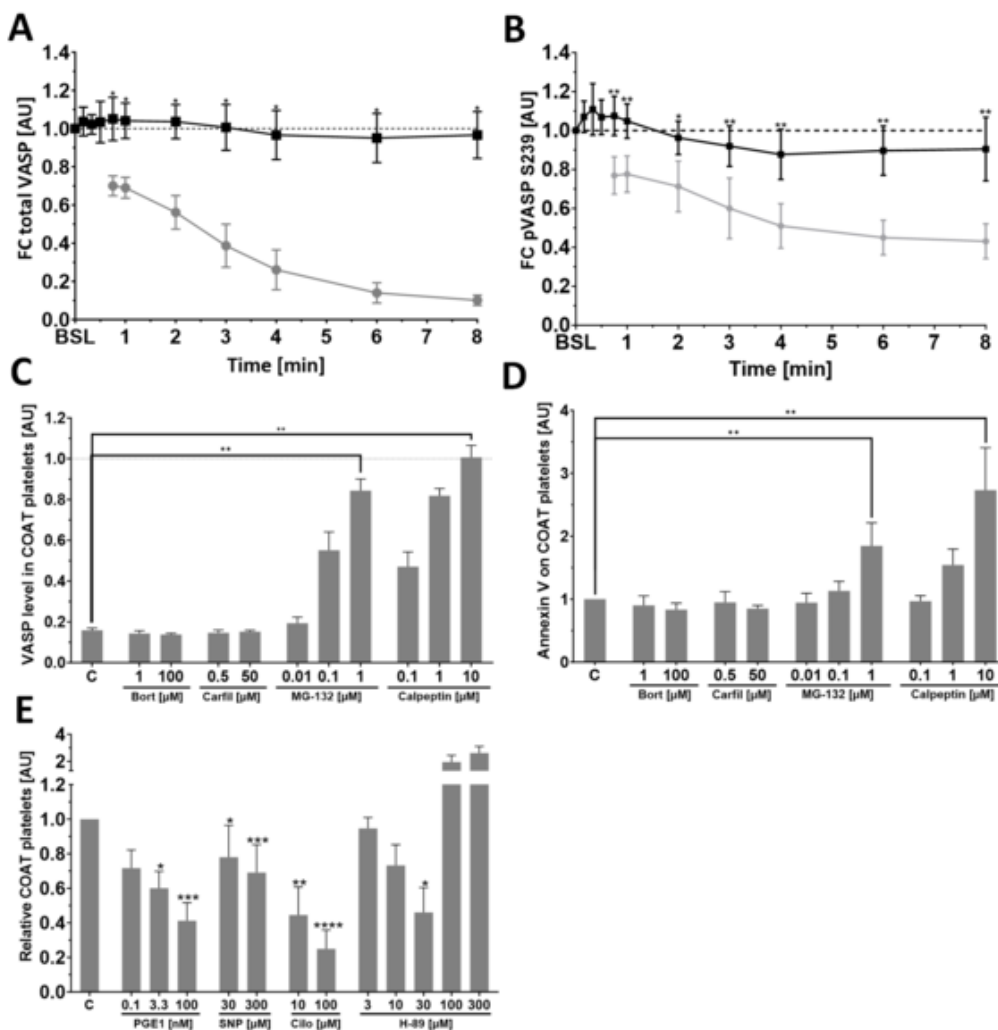 A
FC total VASP [AU]
1.4
1.2
1.0
0.8
0.6
0.4
0.2
0.0
* * * * * * *
BSL 1 2 3 4 5 6 7 8
Time [min]
B
FC pVASP S239 [AU]
1.4
1.2
1.0
0.8
0.6
0.4
0.2
0.0
** ** * ** ** ** **
BSL 1 2 3 4 5 6 7 8
Time [min]
C
VASP level in COAT platelets [AU]
1.2
1.0
0.8
0.6
0.4
0.2
0.0
**
**
C 1 100 0.5 50 0.01 0.1 1 0.1 1 10
Bort [µM] Carfil [µM] MG-132 [µM] Calpeptin [µM]
D
Annexin V on COAT platelets [AU]
4
3
2
1
0
**
**
C 1 100 0.5 50 0.01 0.1 1 0.1 1 10
Bort [µM] Carfil [µM] MG-132 [µM] Calpeptin [µM]
E
Relative COAT platelets [AU]
4
2
1.2
1.0
0.8
0.6
0.4
0.2
0.0
* *** * *** ** **** *
C 0.1 3.3 100 30 300 10 100 3 10 30 100 300
PGE1 [nM] SNP [µM] Cilo [µM] H-89 [µM]